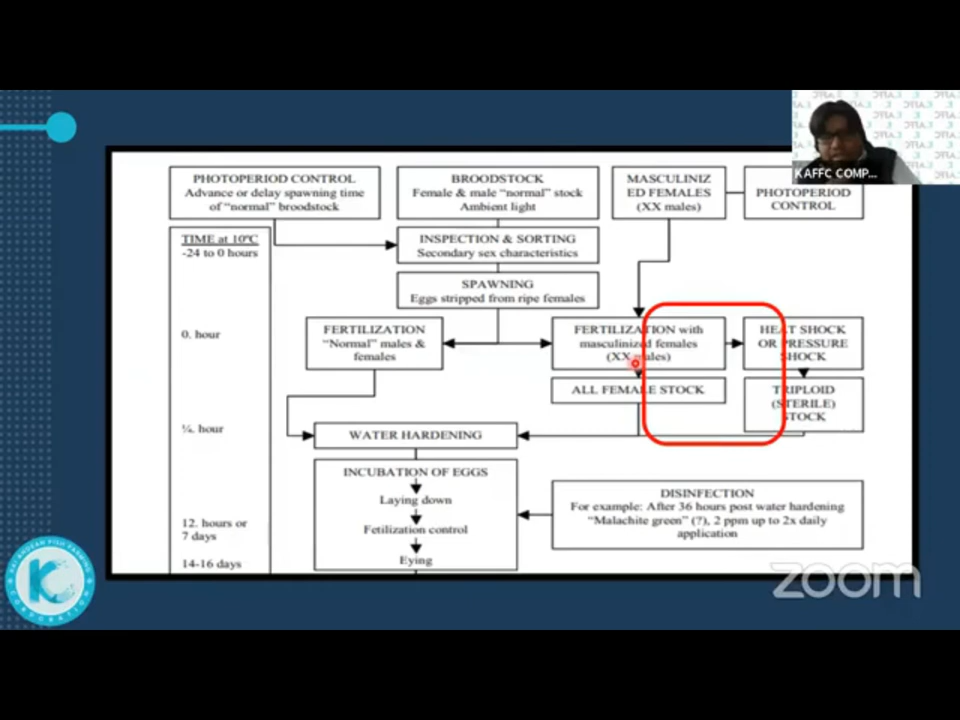 KAFFC COMP...
PHOTOPERIOD CONTROL
Advance or delay spawning time
of "normal" broodstock
BROODSTOCK
Female & male "normal" stock
Ambient light
MASCULINIZ
ED FEMALES
(XX males)
PHOTOPERIOD
CONTROL
TIME at 10ºC
-24 to 0 hours
INSPECTION & SORTING
Secondary sex characteristics
SPAWNING
Eggs stripped from ripe females
0. hour
FERTILIZATION
"Normal" males &
females
FERTILIZATION with
masculinized females
(XX males)
HEAT SHOCK
OR PRESSURE
SHOCK
ALL FEMALE STOCK
TRIPLOID
(STERILE)
STOCK
¼. hour
WATER HARDENING
INCUBATION OF EGGS
Laying down
Fetilization control
Eying
DISINFECTION
For example: After 36 hours post water hardening
"Malachite green" (?), 2 ppm up to 2x daily
application
12. hours or
7 days
14-16 days
zoom